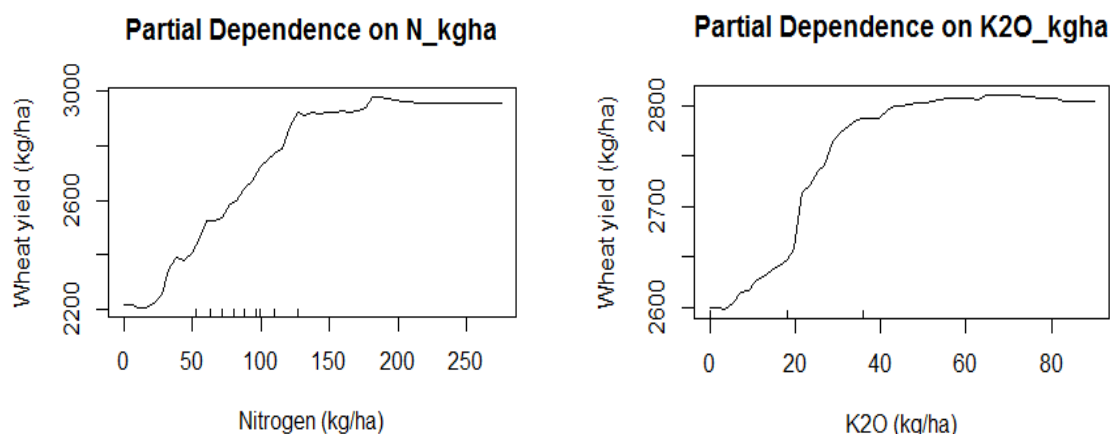 Partial Dependence on N_kgha
Wheat yield (kg/ha)
3000
2600
2200
0 50 100 150 200 250
Nitrogen (kg/ha)
Partial Dependence on K2O_kgha
Wheat yield (kg/ha)
2800
2700
2600
0 20 40 60 80
K2O (kg/ha)